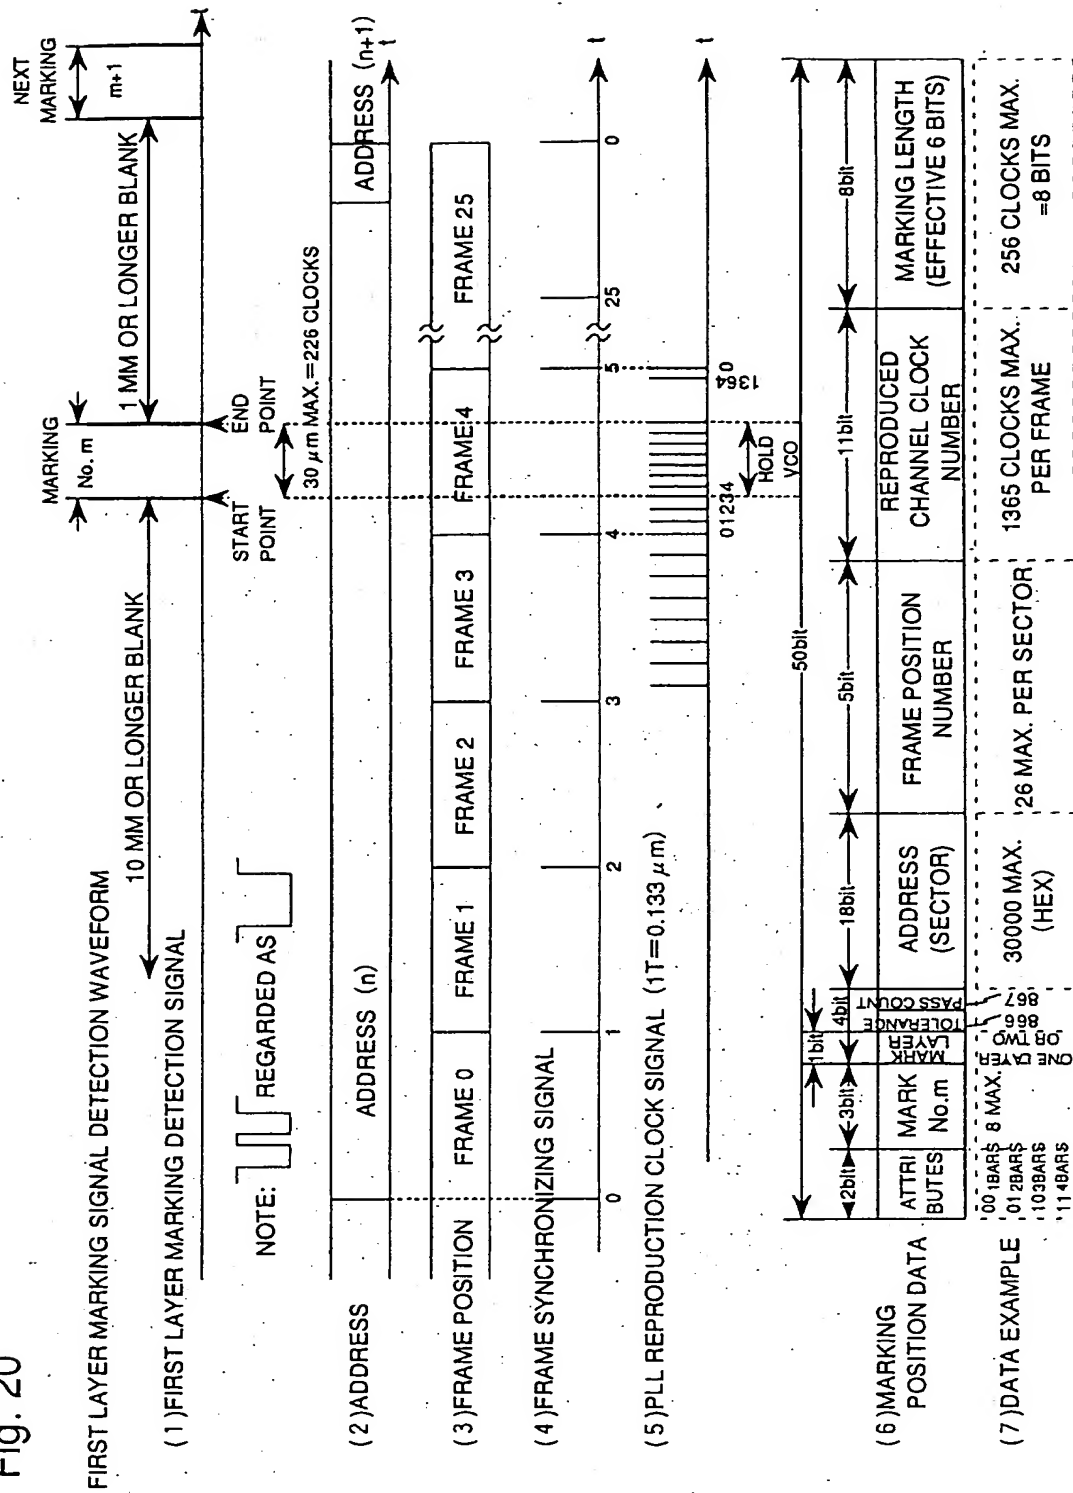 Fig. 20
FIRST LAYER MARKING SIGNAL DETECTION WAVEFORM
MARKING
No. m
NEXT
MARKING
m+1
10 MM OR LONGER BLANK
1 MM OR LONGER BLANK
(1)FIRST LAYER MARKING DETECTION SIGNAL
t
START
POINT
END
POINT
NOTE:
REGARDED AS
30 μm MAX.=226 CLOCKS
(2)ADDRESS
ADDRESS (n)
ADDRESS (n+1)
t
(3)FRAME POSITION
FRAME 0
FRAME 1
FRAME 2
FRAME 3
FRAME 4
FRAME 25
(4)FRAME SYNCHRONIZING SIGNAL
0
1
2
3
4
5
25
0
t
(5)PLL REPRODUCTION CLOCK SIGNAL (1T=0.133 μm)
01234
1364
0
t
HOLD
VCO
50bit
2bit
3bit
1bit
4bit
18bit
5bit
11bit
8bit
(6)MARKING
POSITION DATA
ATTRI
BUTES
MARK
No.m
MARK
LAYER
TOLERANCE
PASS COUNT
ADDRESS
(SECTOR)
FRAME POSITION
NUMBER
REPRODUCED
CHANNEL CLOCK
NUMBER
MARKING LENGTH
(EFFECTIVE 6 BITS)
(7)DATA EXAMPLE
00 1BARS
01 2BARS
10 3BARS
11 4BARS
8 MAX.
ONE LAYER
OR TWO
866
867
30000 MAX.
(HEX)
26 MAX. PER SECTOR
1365 CLOCKS MAX.
PER FRAME
256 CLOCKS MAX.
=8 BITS